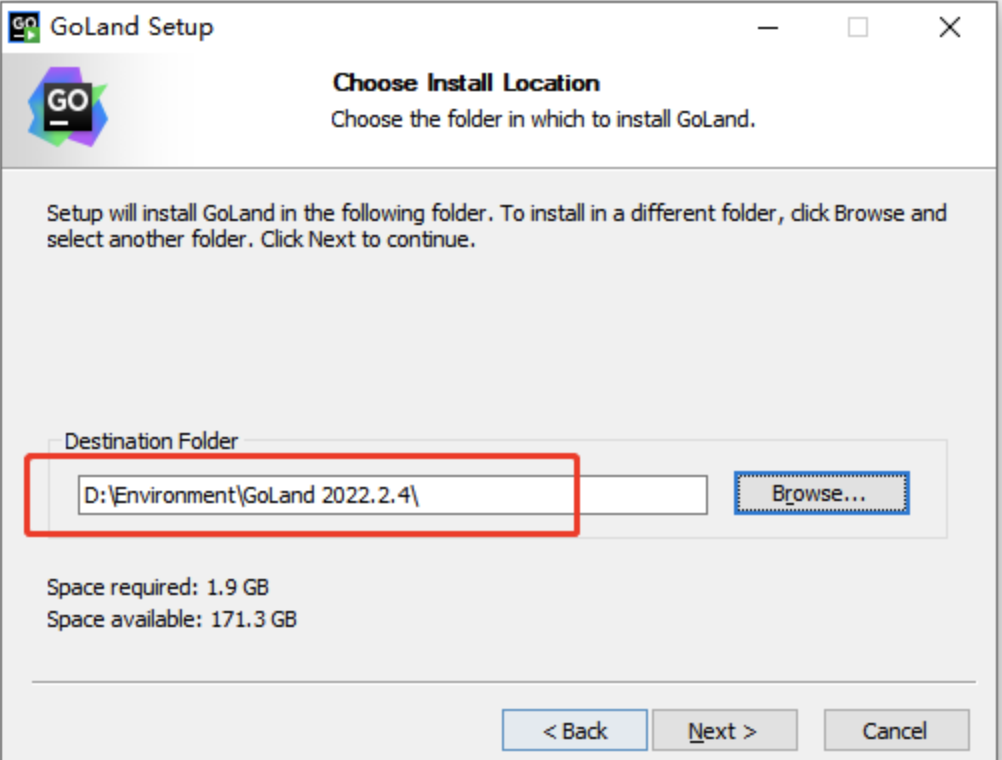 GoLand Setup
GO
Choose Install Location
Choose the folder in which to install GoLand.
Setup will install GoLand in the following folder. To install in a different folder, click Browse and
select another folder. Click Next to continue.
Destination Folder
D:\Environment\GoLand 2022.2.4\
Browse...
Space required: 1.9 GB
Space available: 171.3 GB
< Back
Next >
Cancel